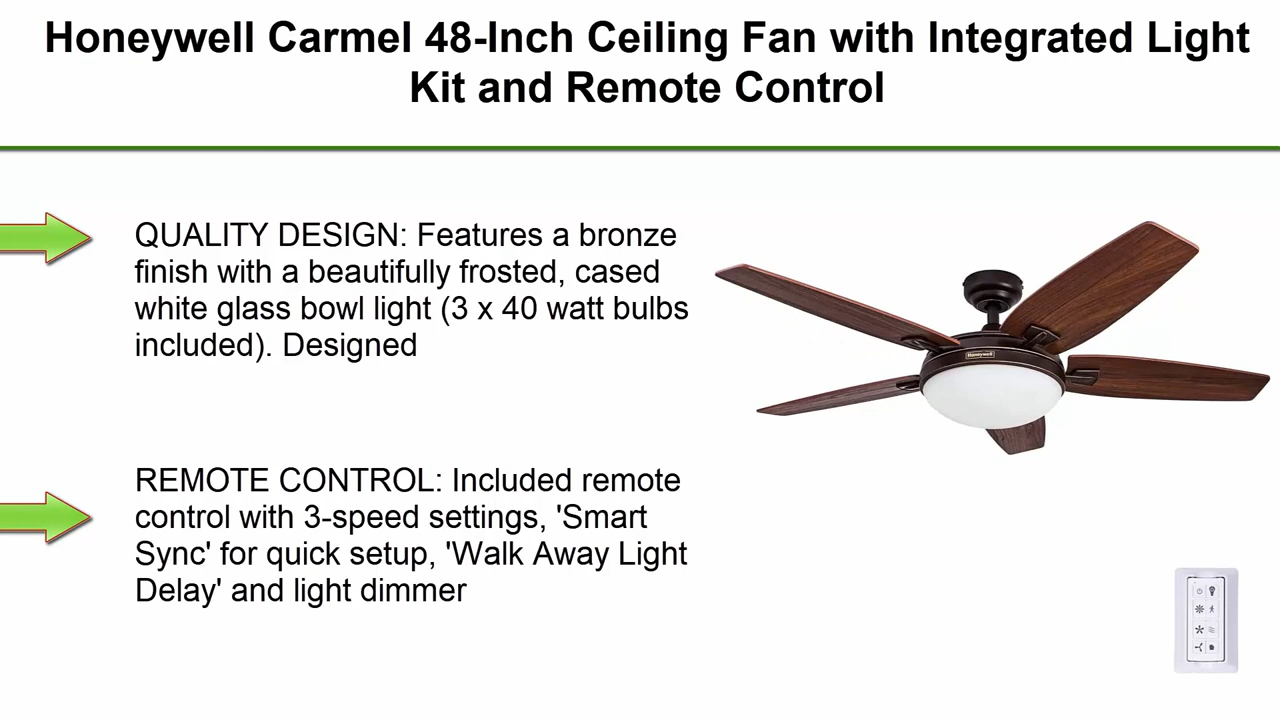 Honeywell Carmel 48-Inch Ceiling Fan with Integrated Light
Kit and Remote Control
QUALITY DESIGN: Features a bronze
finish with a beautifully frosted, cased
white glass bowl light (3 x 40 watt bulbs
included). Designed
Honeywell
REMOTE CONTROL: Included remote
control with 3-speed settings, 'Smart
Sync' for quick setup, 'Walk Away Light
Delay' and light dimmer